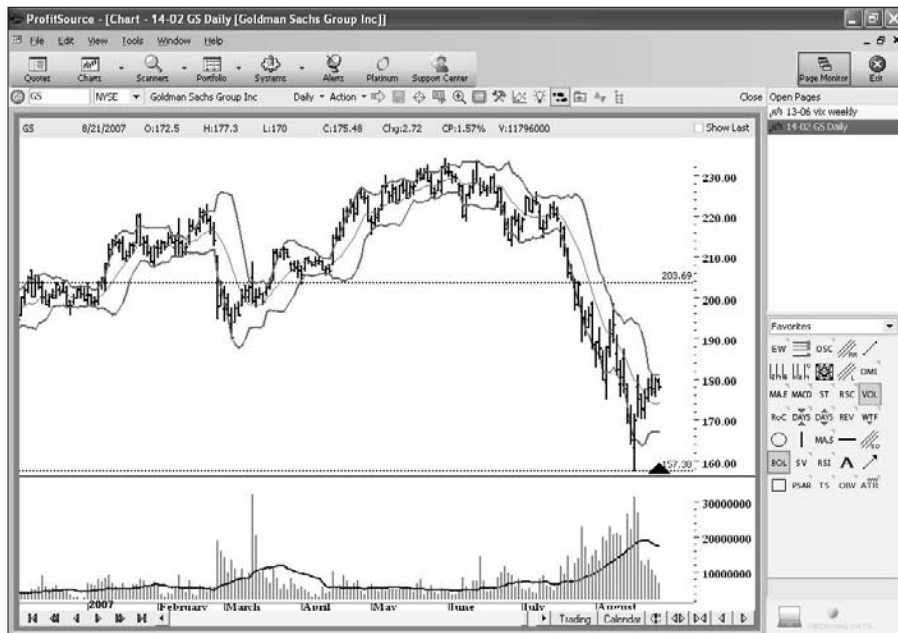 ProfitSource - [Chart - 14-02 GS Daily [Goldman Sachs Group Inc]]
File Edit View Tools Window Help
Quotes Charts Scanners Portfolio Systems Alerts Platinum Support Center Page Monitor Exit
GS NYSE Goldman Sachs Group Inc Daily Action Close Open Pages
13-06 vix weekly
14-02 GS Daily
GS 8/21/2007 O:172.5 H:177.3 L:170 C:175.48 Chg:2.72 CP:1.57% V:11796000 Show Last
230.00
220.00
210.00
203.69
200.00
190.00
180.00
170.00
160.00
157.38
30000000
20000000
10000000
2007 February March April May June July August
Trading Calendar
Favorites
EW OSC
DMI
MA.E MACD ST RSC VOL
RoC DAYS DAYS REV WTF
MA.S
BOL SV RSI
PSAR TS OBV ATR